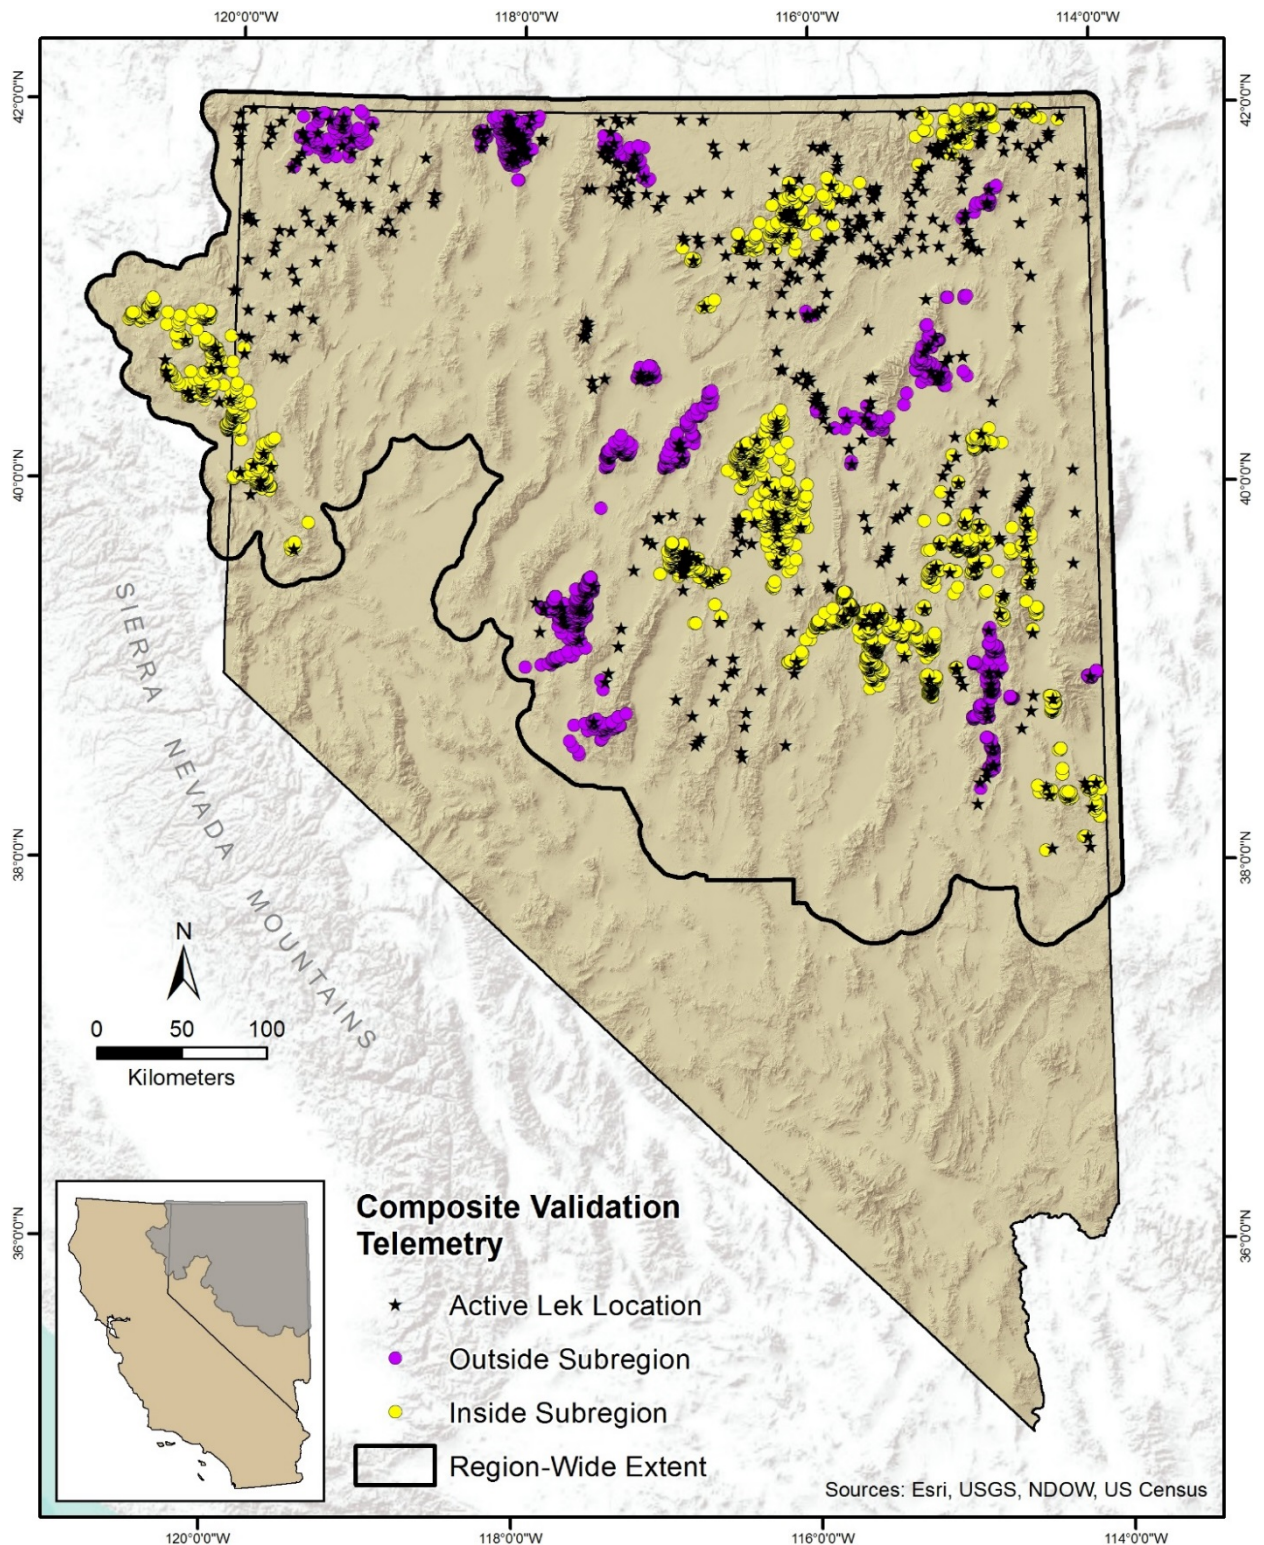 120°0'0"W 118°0'0"W 116°0'0"W 114°0'0"W
42°0'0"N
42°0'0"N
40°0'0"N
40°0'0"N
SIERRA NEVADA MOUNTAINS
38°0'0"N
38°0'0"N
N
0 50 100
Kilometers
Composite Validation
Telemetry
36°0'0"N
36°0'0"N
Active Lek Location
Outside Subregion
Inside Subregion
Region-Wide Extent
Sources: Esri, USGS, NDOW, US Census
120°0'0"W 118°0'0"W 116°0'0"W 114°0'0"W